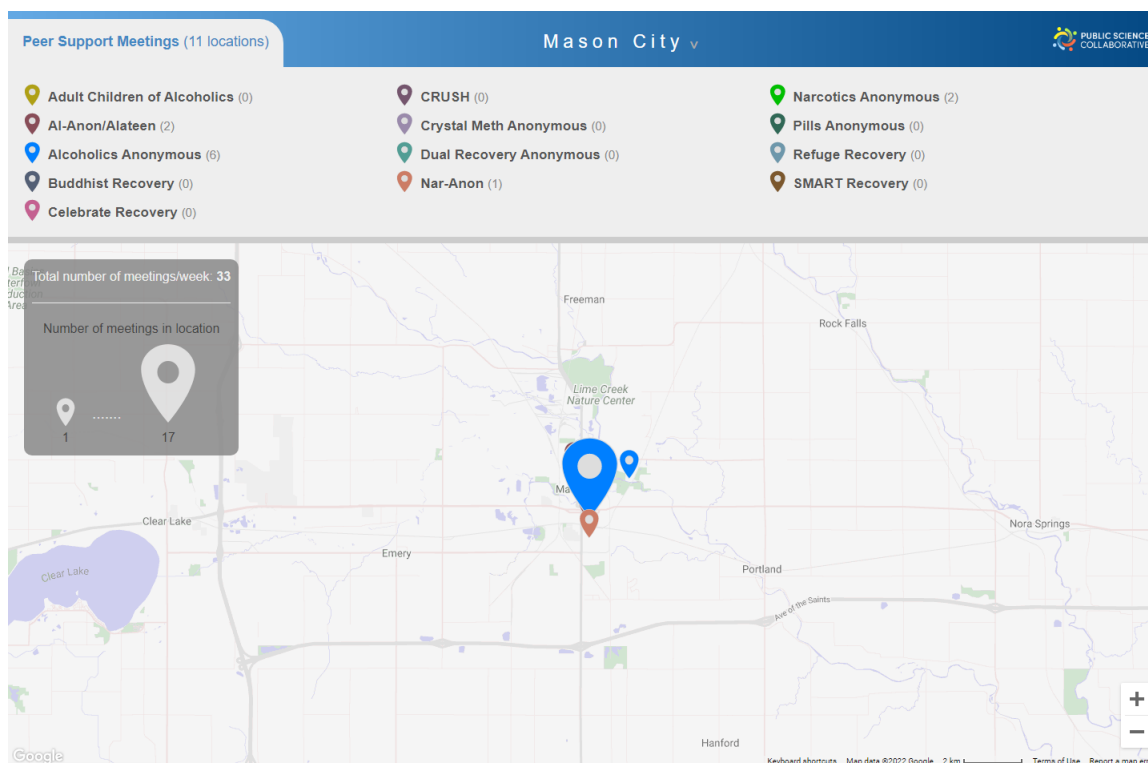 Peer Support Meetings (11 locations)
Mason City v
PUBLIC SCIENCE
COLLABORATIVE
Adult Children of Alcoholics (0)
Al-Anon/Alateen (2)
Alcoholics Anonymous (6)
Buddhist Recovery (0)
Celebrate Recovery (0)
CRUSH (0)
Crystal Meth Anonymous (0)
Dual Recovery Anonymous (0)
Nar-Anon (1)
Narcotics Anonymous (2)
Pills Anonymous (0)
Refuge Recovery (0)
SMART Recovery (0)
Total number of meetings/week: 33
Number of meetings in location
1
17
Freeman
Rock Falls
Lime Creek
Nature Center
Ma
Clear Lake
Nora Springs
Emery
Clear Lake
Portland
Ave of the Saints
Hanford
+
−
Google
Keyboard shortcuts Map data ©2022 Google 2 km Terms of Use Report a map er